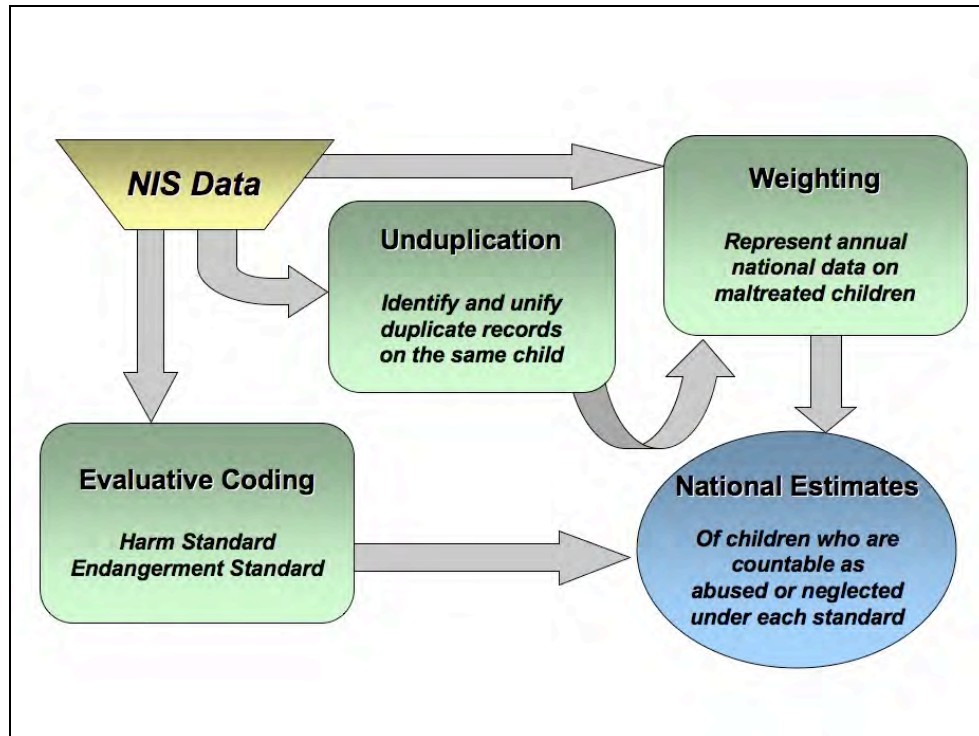 NIS Data
Unduplication
Identify and unify
duplicate records
on the same child
Weighting
Represent annual
national data on
maltreated children
Evaluative Coding
Harm Standard
Endangerment Standard
National Estimates
Of children who are
countable as
abused or neglected
under each standard